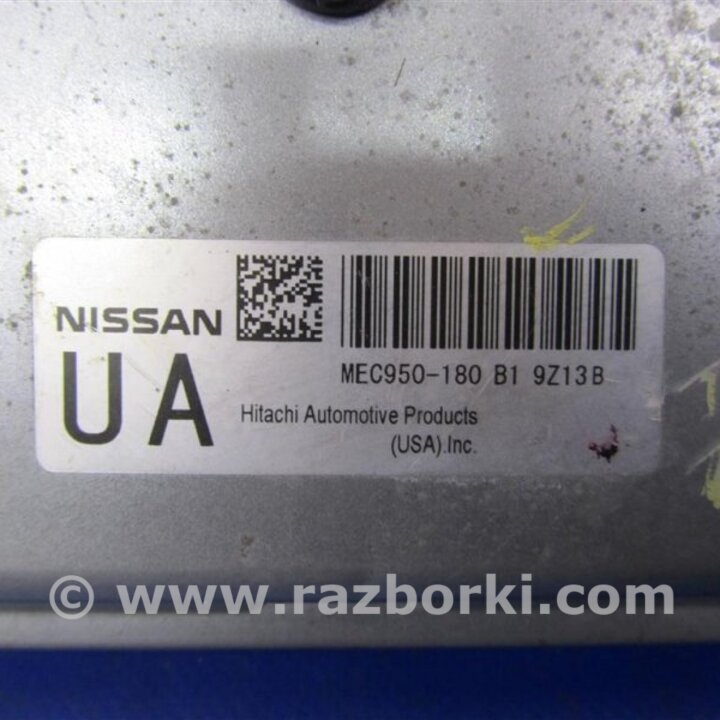 NISSAN
UA
MEC950-180 B1 9Z13B
Hitachi Automotive Products
(USA).Inc.
© www.razborki.com